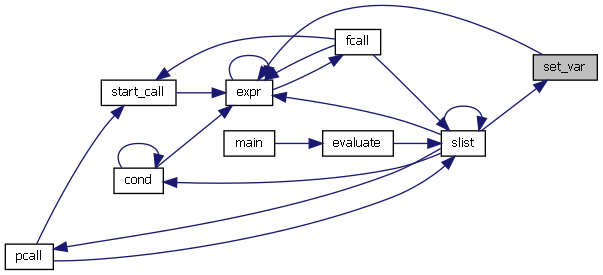 fcall
set_var
start_call
expr
main
evaluate
slist
cond
pcall